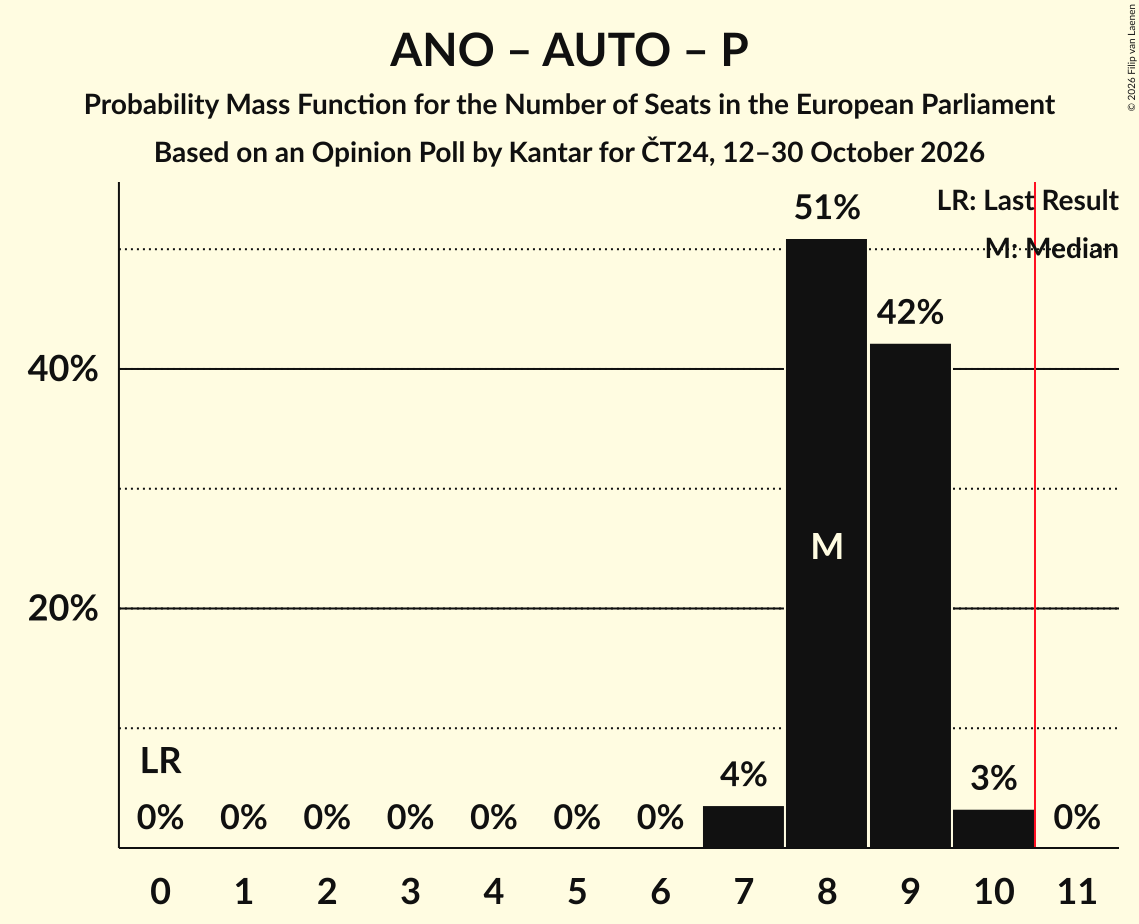 ANO – AUTO – P
Probability Mass Function for the Number of Seats in the European Parliament
Based on an Opinion Poll by Kantar for ČT24, 12–30 October 2026
© 2026 Filip van Laenen
LR: Last Result
M: Median
51%
42%
40%
M
20%
LR
4%
3%
0% 0% 0% 0% 0% 0% 0% 0%
0 1 2 3 4 5 6 7 8 9 10 11